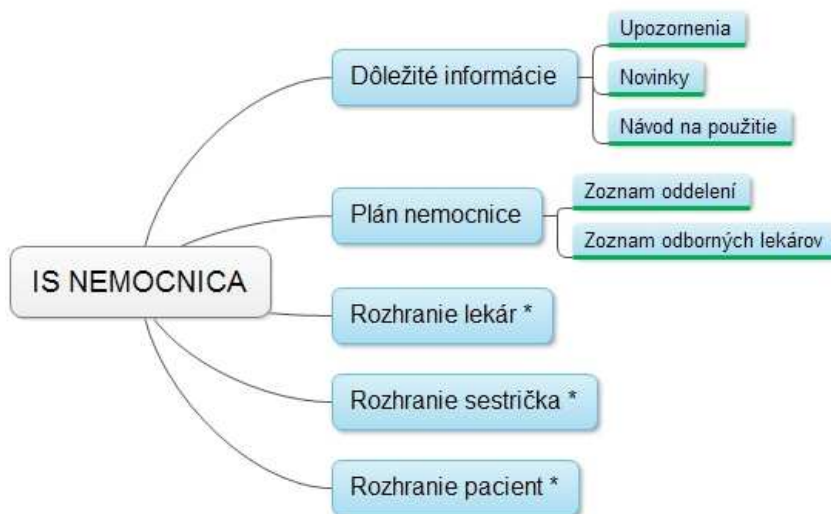 Upozornenia
Dôležité informácie
Novinky
Návod na použitie
Plán nemocnice
Zoznam oddelení
Zoznam odborných lekárov
IS NEMOCNICA
Rozhranie lekár *
Rozhranie sestrička *
Rozhranie pacient *